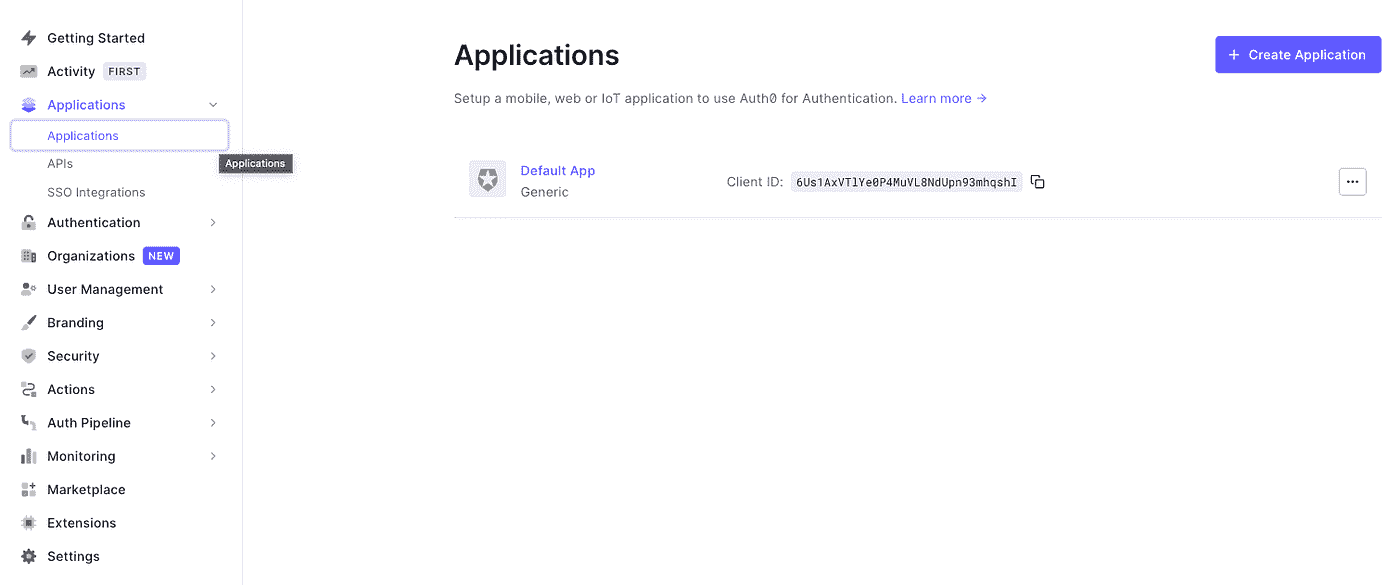 Getting Started
Activity FIRST
Applications
Applications
APIs
SSO Integrations
Authentication
Organizations NEW
User Management
Branding
Security
Actions
Auth Pipeline
Monitoring
Marketplace
Extensions
Settings
Applications
Applications
+ Create Application
Setup a mobile, web or IoT application to use Auth0 for Authentication. Learn more →
Default App
Generic
Client ID: 6Us1AxVTlYe0P4MuVL8NdUpn93mhqshI